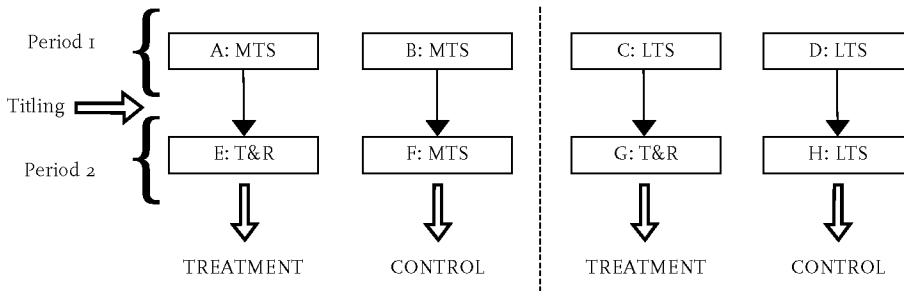 Period 1
A: MTS
B: MTS
C: LTS
D: LTS
Titling
Period 2
E: T&R
F: MTS
G: T&R
H: LTS
TREATMENT
CONTROL
TREATMENT
CONTROL